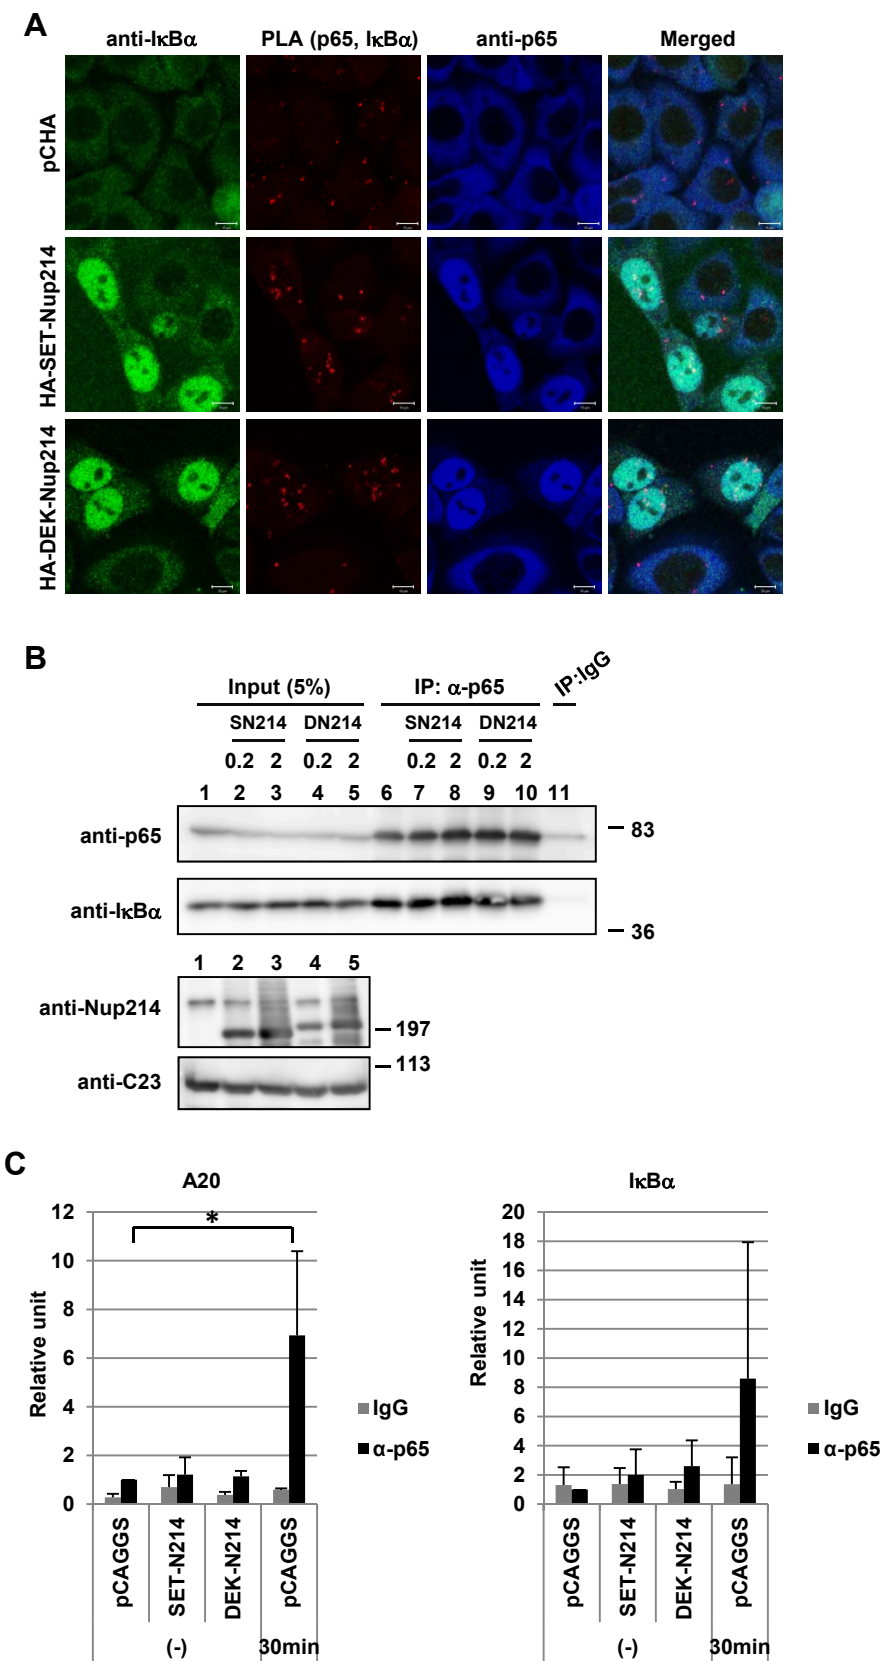 A
anti-IκBα PLA (p65, IκBα) anti-p65 Merged
pCHA
HA-SET-Nup214
HA-DEK-Nup214
B
Input (5%) IP: α-p65 IP:IgG
SN214 DN214 SN214 DN214
0.2 2 0.2 2 0.2 2 0.2 2
1 2 3 4 5 6 7 8 9 10 11
anti-p65 83
anti-IκBα
36
1 2 3 4 5
anti-Nup214
197
113
anti-C23
C
A20
Relative unit
12
10
8
6
4
2
0
*
IgG
α-p65
pCAGGS SET-N214 DEK-N214 pCAGGS
(-) 30min
IκBα
Relative unit
20
18
16
14
12
10
8
6
4
2
0
IgG
α-p65
pCAGGS SET-N214 DEK-N214 pCAGGS
(-) 30min